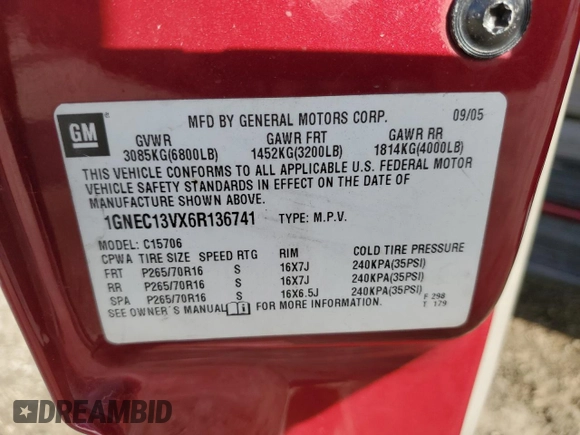 GM
®
MFD BY GENERAL MOTORS CORP. 09/05
GVWR GAWR FRT GAWR RR
3085KG(6800LB) 1452KG(3200LB) 1814KG(4000LB)
THIS VEHICLE CONFORMS TO ALL APPLICABLE U.S. FEDERAL MOTOR
VEHICLE SAFETY STANDARDS IN EFFECT ON THE DATE OF
MANUFACTURE SHOWN ABOVE.
1GNEC13VX6R136741 TYPE: M.P.V.
MODEL: C15706
CPWA TIRE SIZE SPEED RTG RIM COLD TIRE PRESSURE
FRT P265/70R16 S 16X7J 240KPA(35PSI)
RR P265/70R16 S 16X7J 240KPA(35PSI)
SPA P265/70R16 S 16X6.5J 240KPA(35PSI)
SEE OWNER'S MANUAL FOR MORE INFORMATION.
F 298
T 179
DREAMBID